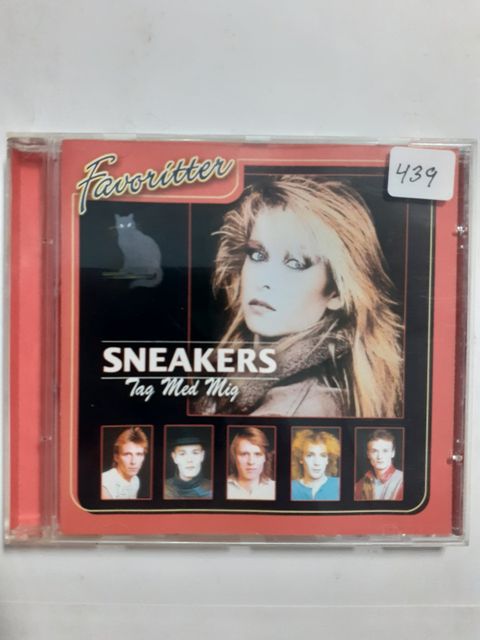 Favoritter
439
SNEAKERS
Tag Med Mig